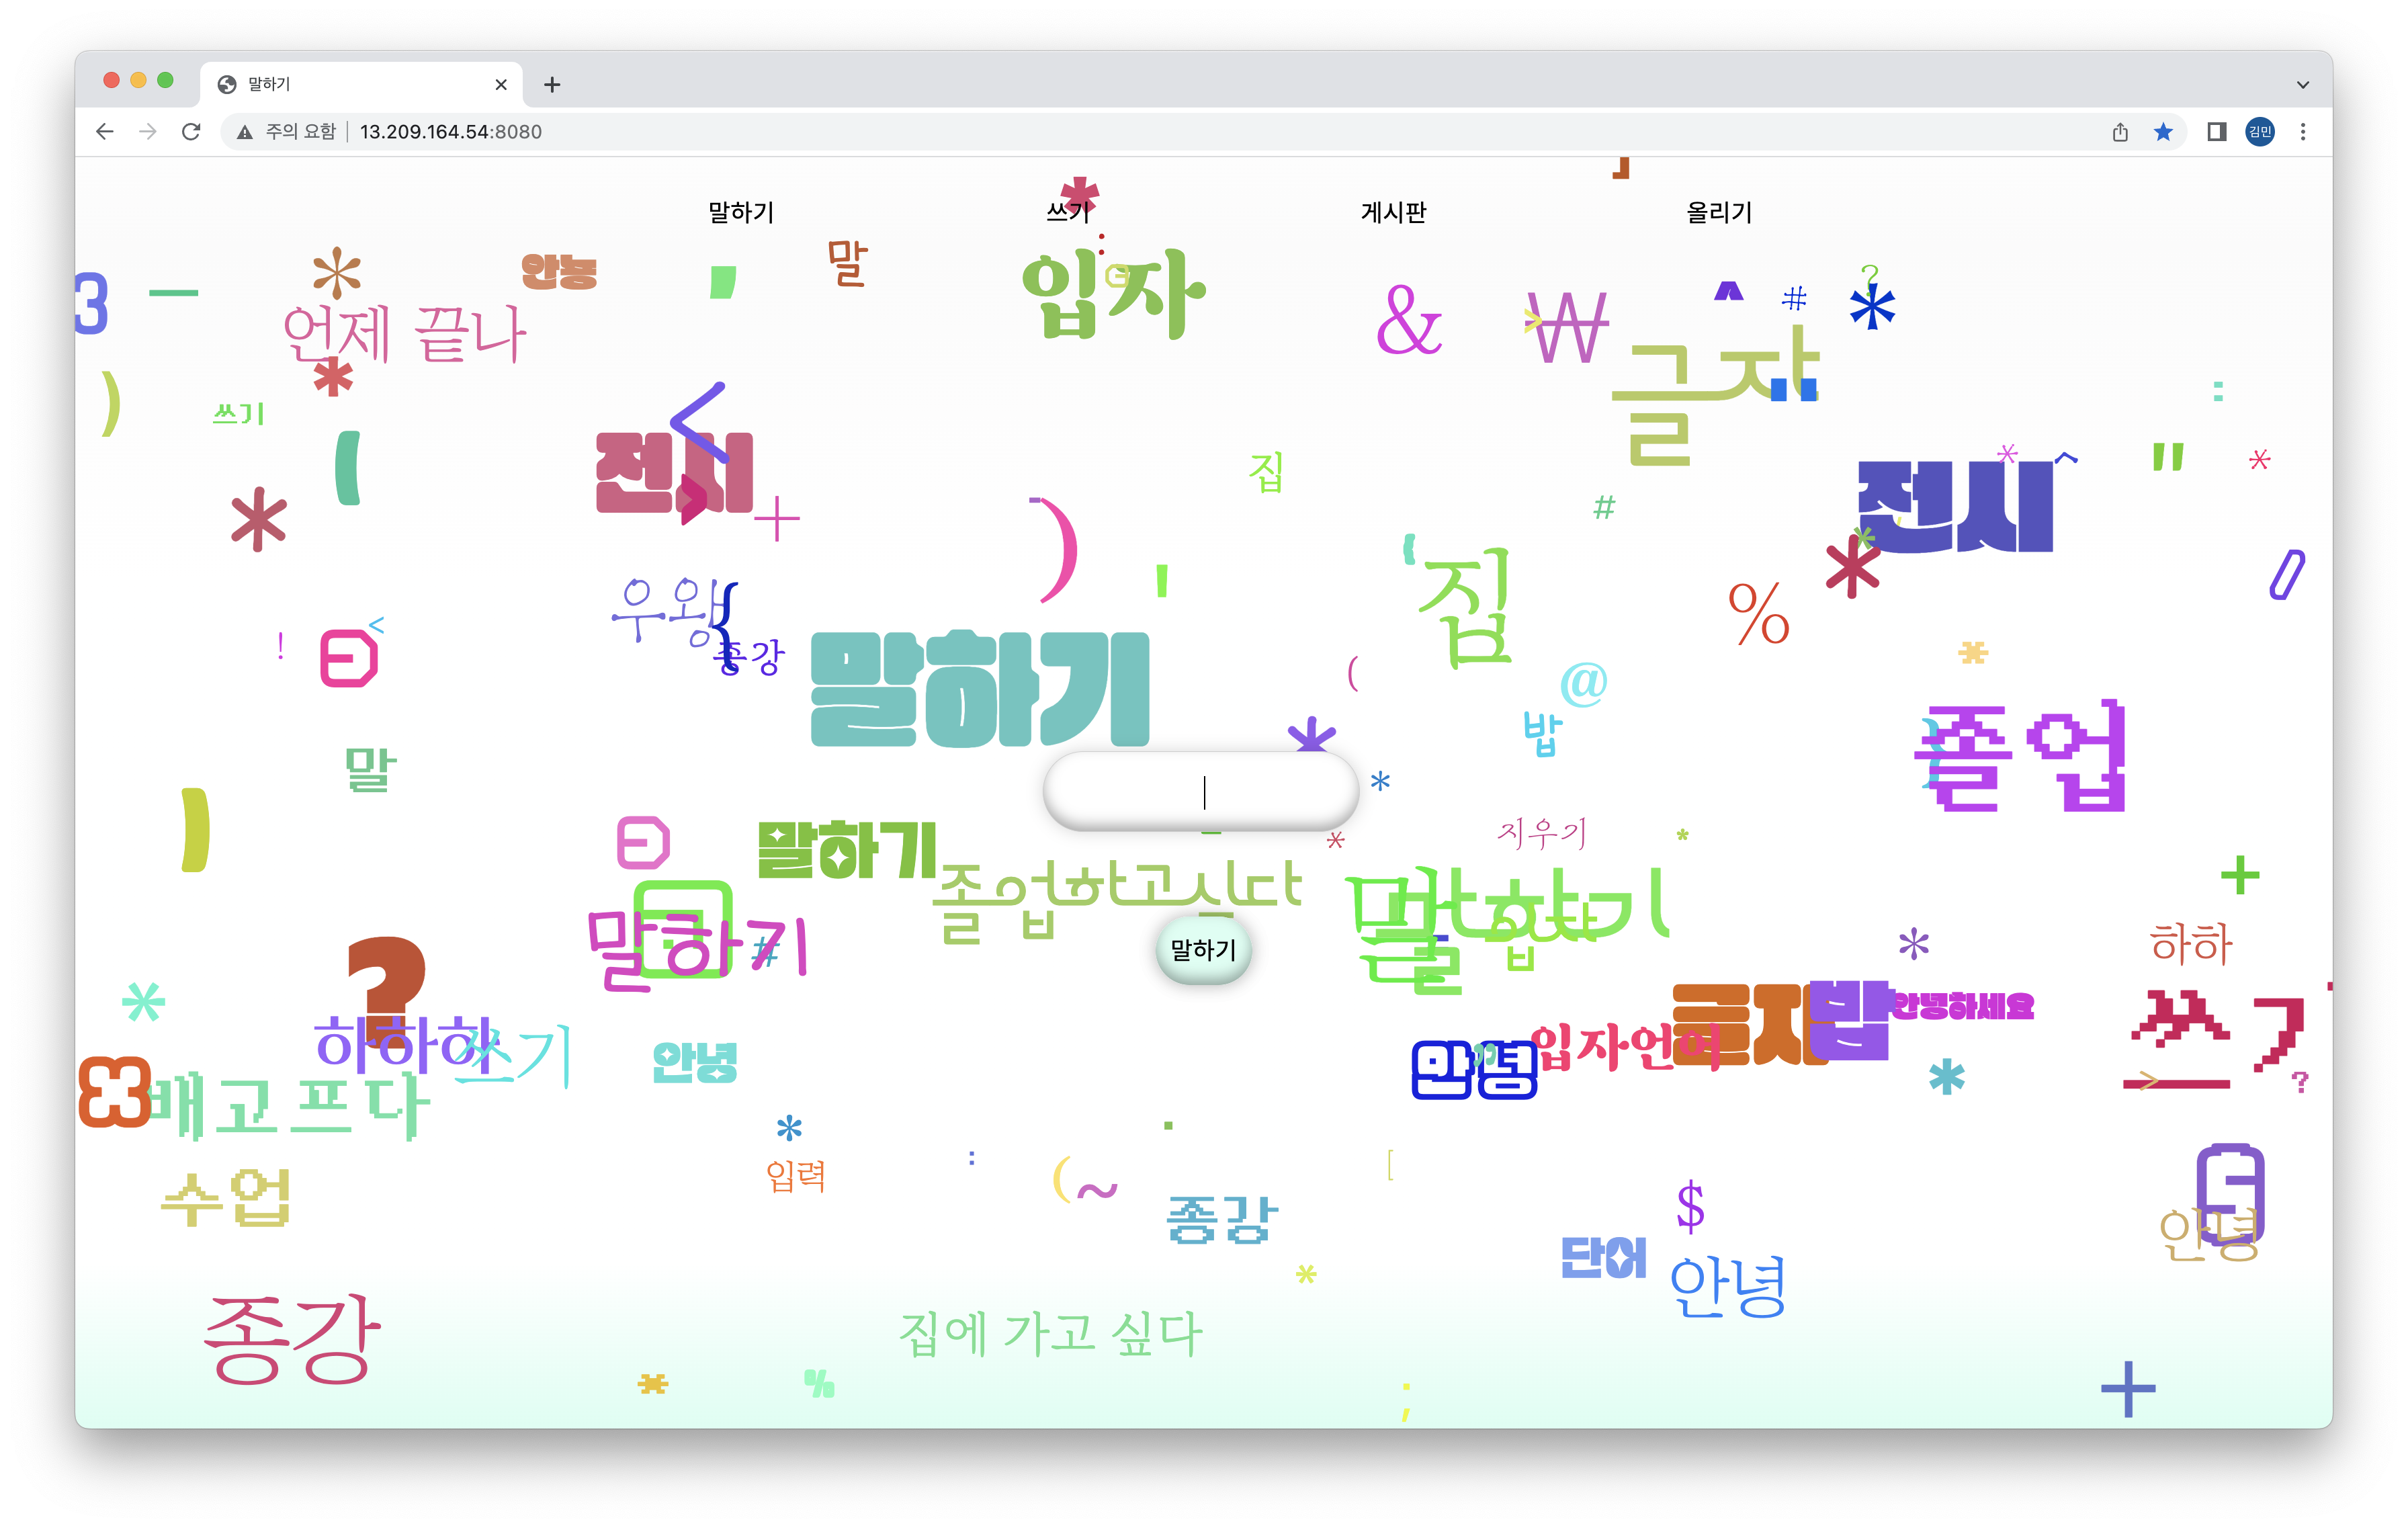 말하기
주의 요함 13.209.164.54:8080
김민
말하기 쓰기 게시판 올리기
*
:
3 — * 안뇽 , 말 입자
& ₩ > ^ # ? *
언제 끝나
*
글자
) 쓰기 ( <
전시
집
전시
* ^ " *
:
* + - ) #
우왕 {
종강
' ( 집 % * *
! <
말하기
( @ *
밥
졸업
}
말
*
*
)
말하기
졸업하고싶다
*
지우기
*
말하기
+
말하기
#
말
입자
말하기
*
하하
?
하하하
쓰기
*
안녕
안녕
"
입자언어
글자
밥
안녕하세요
*
쓰기
>
?
배고프다
*
입력
:
.
( ~
[
수업
종강
$
단어
안녕
안녕
*
종강
집에 가고 싶다
* %
;
+